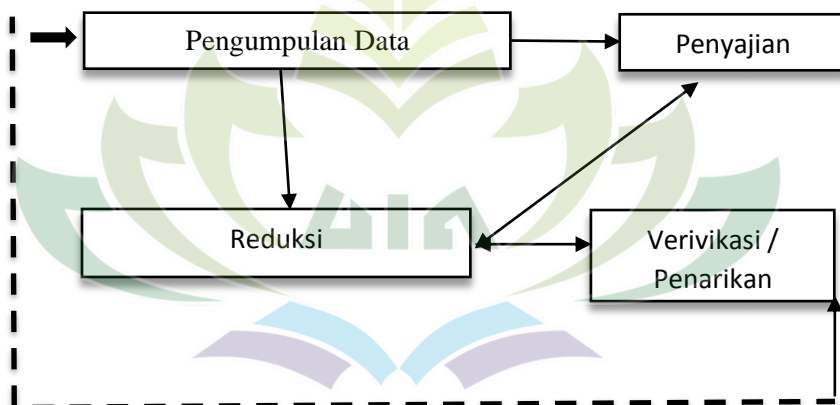 Pengumpulan Data
Penyajian
Reduksi
Verivikasi /
Penarikan